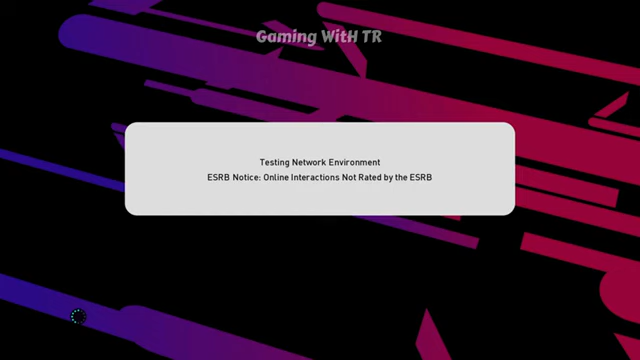 Gaming WitH TR
Testing Network Environment
ESRB Notice: Online Interactions Not Rated by the ESRB